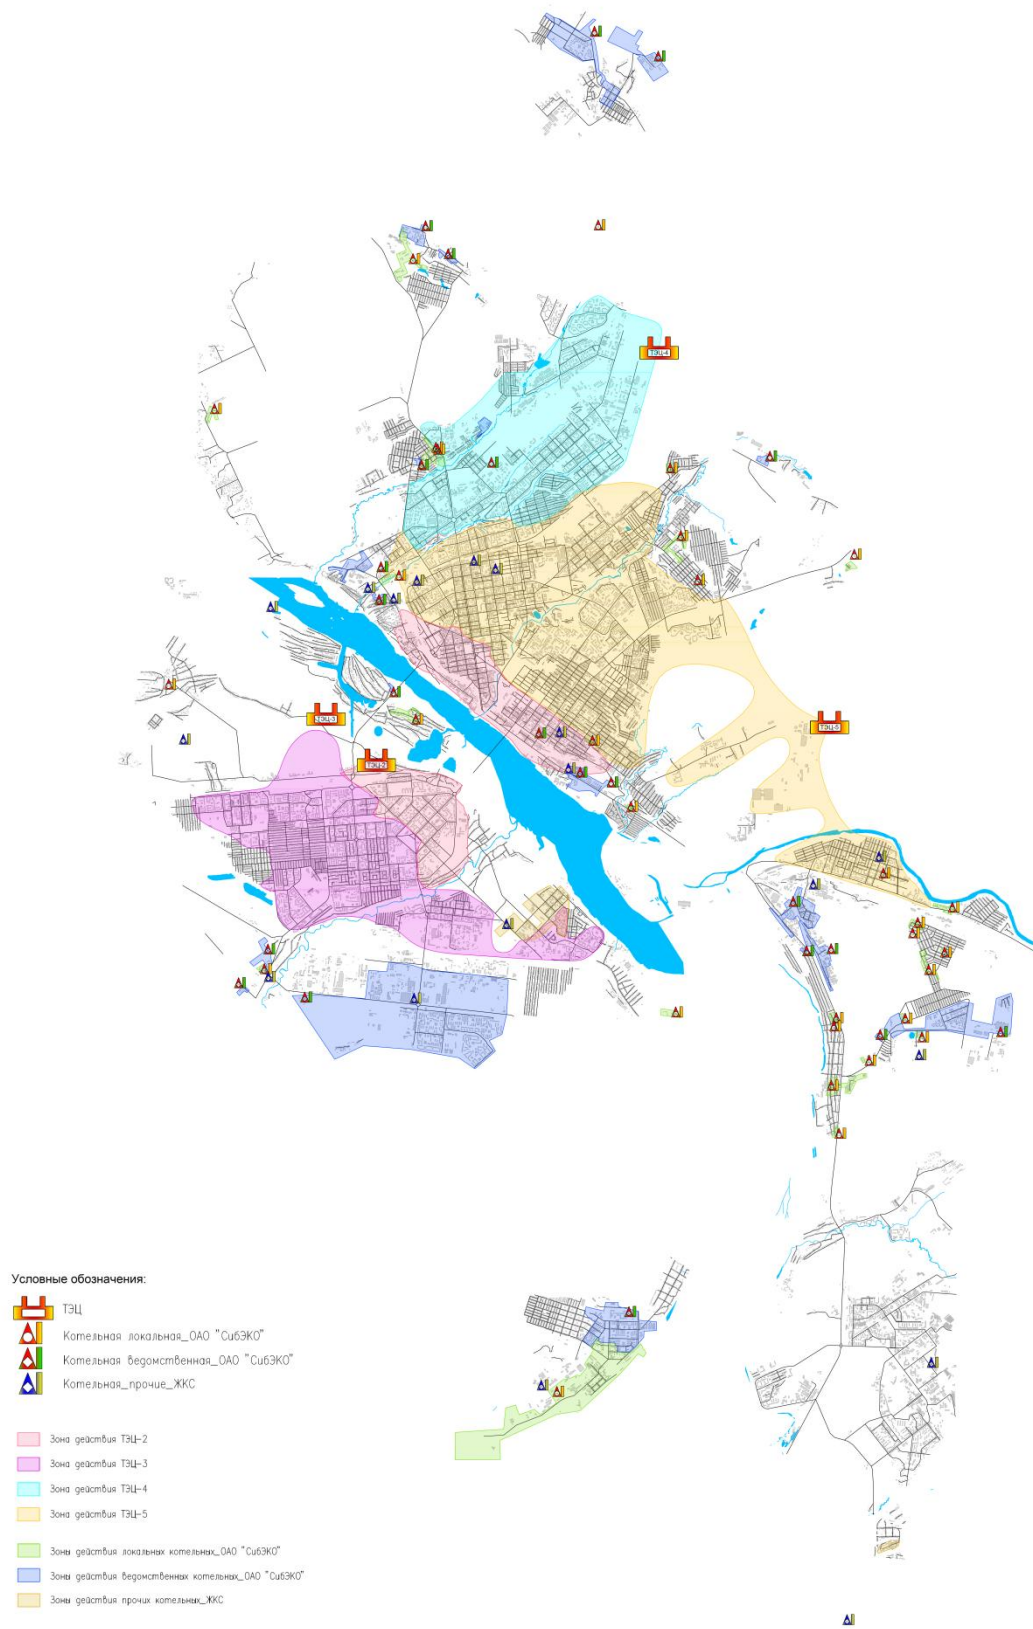 ТЭЦ-4
ТЭЦ-3
ТЭЦ-5
ТЭЦ-2
Условные обозначения:
ТЭЦ
Котельная локальная_ОАО "СибЭКО"
Котельная ведомственная_ОАО "СибЭКО"
Котельная_прочие_ЖКС
Зона действия ТЭЦ-2
Зона действия ТЭЦ-3
Зона действия ТЭЦ-4
Зона действия ТЭЦ-5
Зоны действия локальных котельных_ОАО "СибЭКО"
Зоны действия ведомственных котельных_ОАО "СибЭКО"
Зоны действия прочих котельных_ЖКС